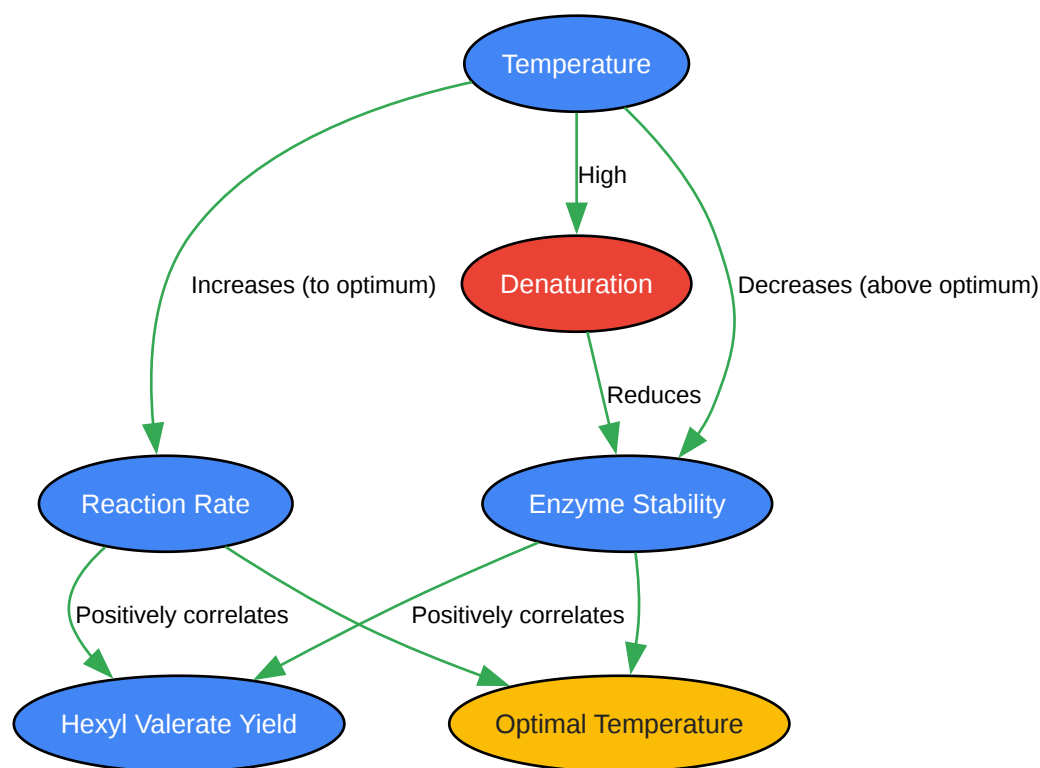 Temperature
High
Increases (to optimum)
Denaturation
Decreases (above optimum)
Reduces
Reaction Rate
Enzyme Stability
Positively correlates
Positively correlates
Hexyl Valerate Yield
Optimal Temperature